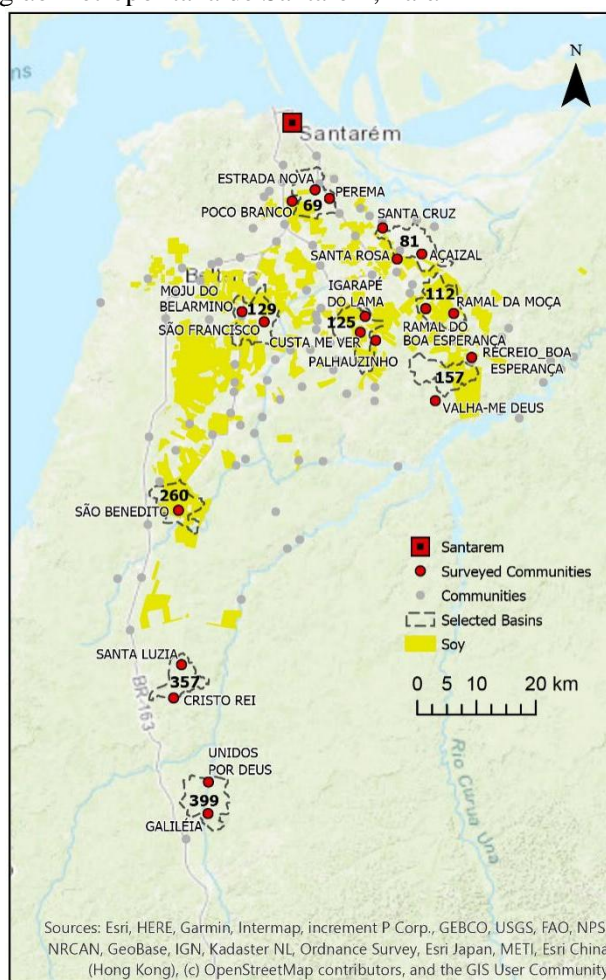 N
Santarém
ESTRADA NOVA
PEREMA
69
POCO BRANCO
SANTA CRUZ
81
SANTA ROSA
AÇAIZAL
IGARAPÉ
DO LAMA
MOJU DO
BELARMINO
129
112
RAMAL DA MOÇA
125
SÃO FRANCISCO
CUSTA ME VER
RAMAL DO
BOA ESPERANÇA
PALHAUZINHO
RECREIO_BOA
ESPERANÇA
157
VALHA-ME DEUS
260
SÃO BENEDITO
Santarem
Surveyed Communities
Communities
Selected Basins
Soy
0 5 10 20 km
SANTA LUZIA
357
CRISTO REI
BR-163
UNIDOS
POR DEUS
399
GALILÉIA
Rio Curuá Una
Sources: Esri, HERE, Garmin, Intermap, increment P Corp., GEBCO, USGS, FAO, NPS,
NRCAN, GeoBase, IGN, Kadaster NL, Ordnance Survey, Esri Japan, METI, Esri China
(Hong Kong), (c) OpenStreetMap contributors, and the GIS User Community